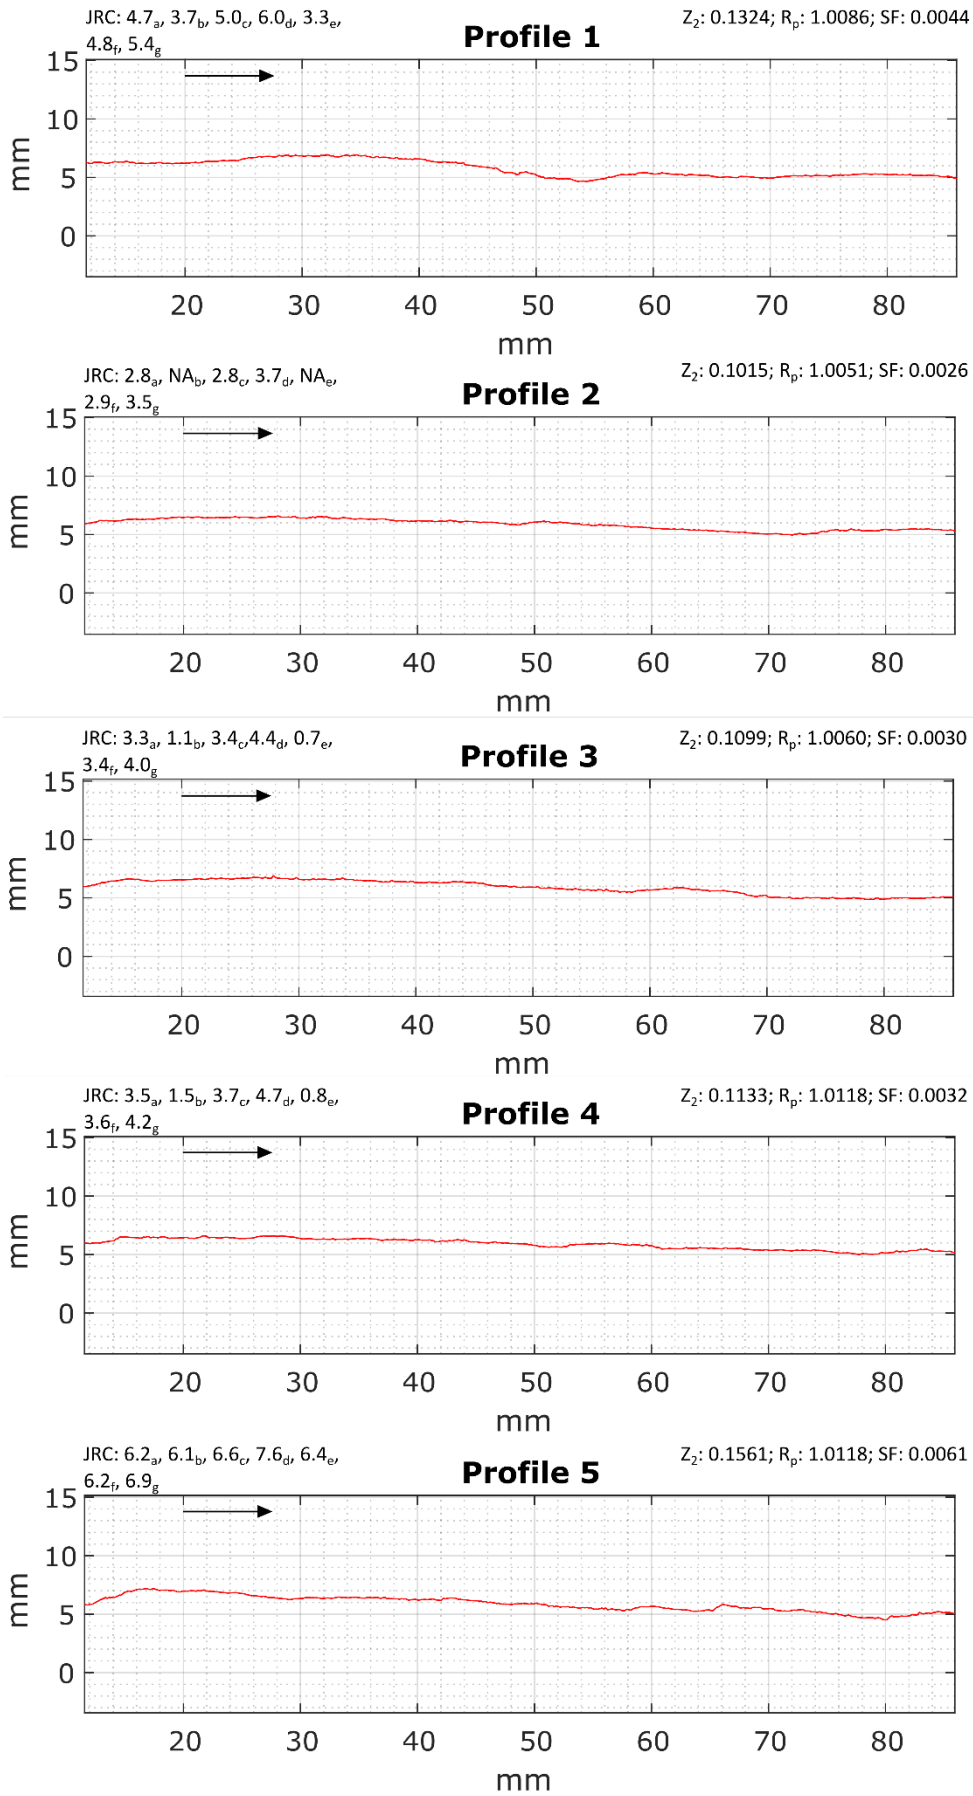 JRC: 4.7a, 3.7b, 5.0c, 6.0d, 3.3e,
4.8f, 5.4g
Profile 1
Z2: 0.1324; Rp: 1.0086; SF: 0.0044
15
10
5
0
mm
20 30 40 50 60 70 80
mm
JRC: 2.8a, NAb, 2.8c, 3.7d, NAe,
2.9f, 3.5g
Profile 2
Z2: 0.1015; Rp: 1.0051; SF: 0.0026
15
10
5
0
mm
20 30 40 50 60 70 80
mm
JRC: 3.3a, 1.1b, 3.4c,4.4d, 0.7e,
3.4f, 4.0g
Profile 3
Z2: 0.1099; Rp: 1.0060; SF: 0.0030
15
10
5
0
mm
20 30 40 50 60 70 80
mm
JRC: 3.5a, 1.5b, 3.7c, 4.7d, 0.8e,
3.6f, 4.2g
Profile 4
Z2: 0.1133; Rp: 1.0118; SF: 0.0032
15
10
5
0
mm
20 30 40 50 60 70 80
mm
JRC: 6.2a, 6.1b, 6.6c, 7.6d, 6.4e,
6.2f, 6.9g
Profile 5
Z2: 0.1561; Rp: 1.0118; SF: 0.0061
15
10
5
0
mm
20 30 40 50 60 70 80
mm